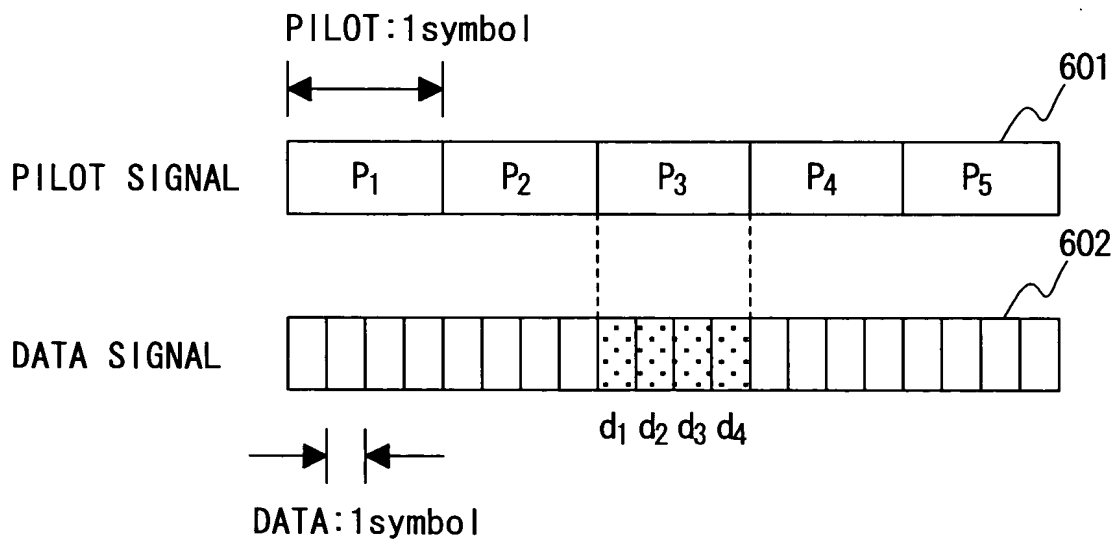 PILOT:1symbol
601
PILOT SIGNAL P1 P2 P3 P4 P5
602
DATA SIGNAL
d1 d2 d3 d4
DATA:1symbol